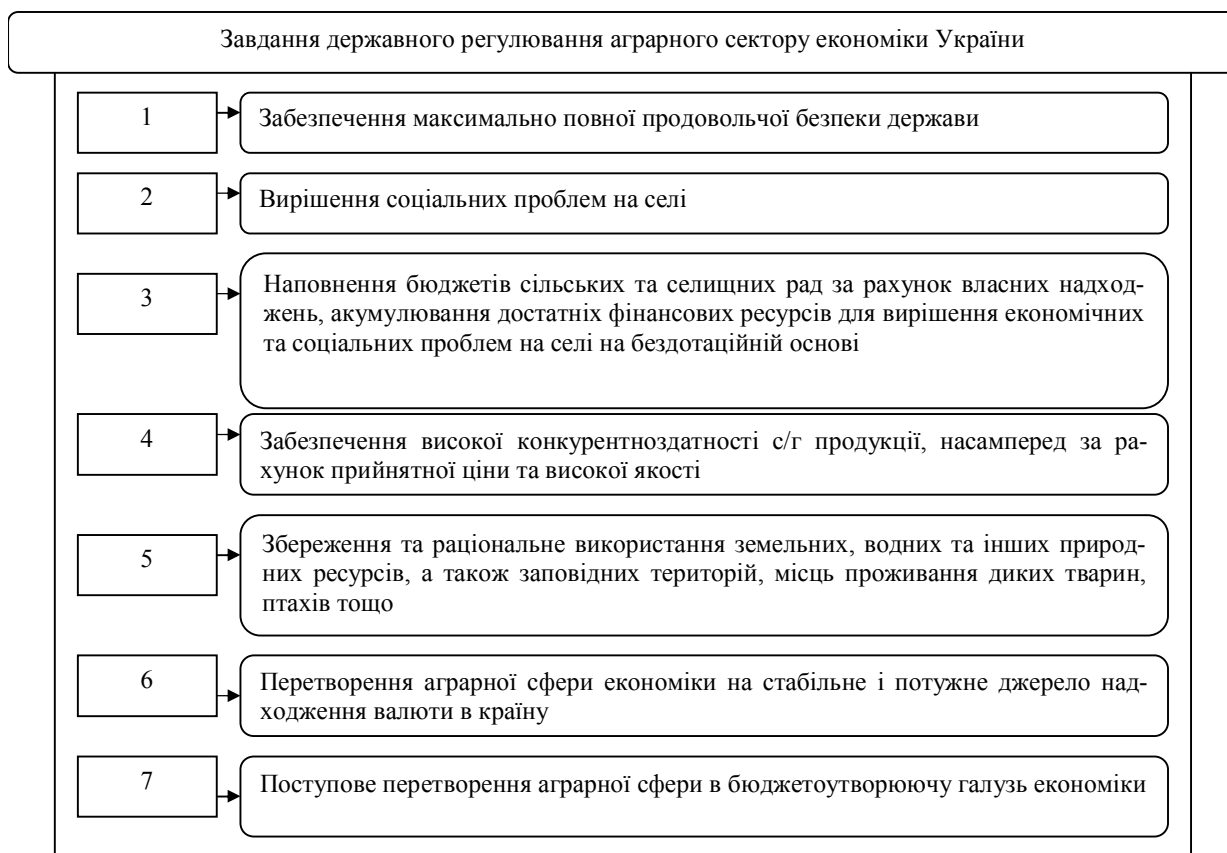 Завдання державного регулювання аграрного сектору економіки України
1
Забезпечення максимально повної продовольчої безпеки держави
2
Вирішення соціальних проблем на селі
3
Наповнення бюджетів сільських та селищних рад за рахунок власних надход-
жень, акумулювання достатніх фінансових ресурсів для вирішення економічних
та соціальних проблем на селі на бездотаційній основі
4
Забезпечення високої конкурентноздатності с/г продукції, насамперед за ра-
хунок прийнятної ціни та високої якості
5
Збереження та раціональне використання земельних, водних та інших природ-
них ресурсів, а також заповідних територій, місць проживання диких тварин,
птахів тощо
6
Перетворення аграрної сфери економіки на стабільне і потужне джерело над-
ходження валюти в країну
7
Поступове перетворення аграрної сфери в бюджетоутворюючу галузь економіки